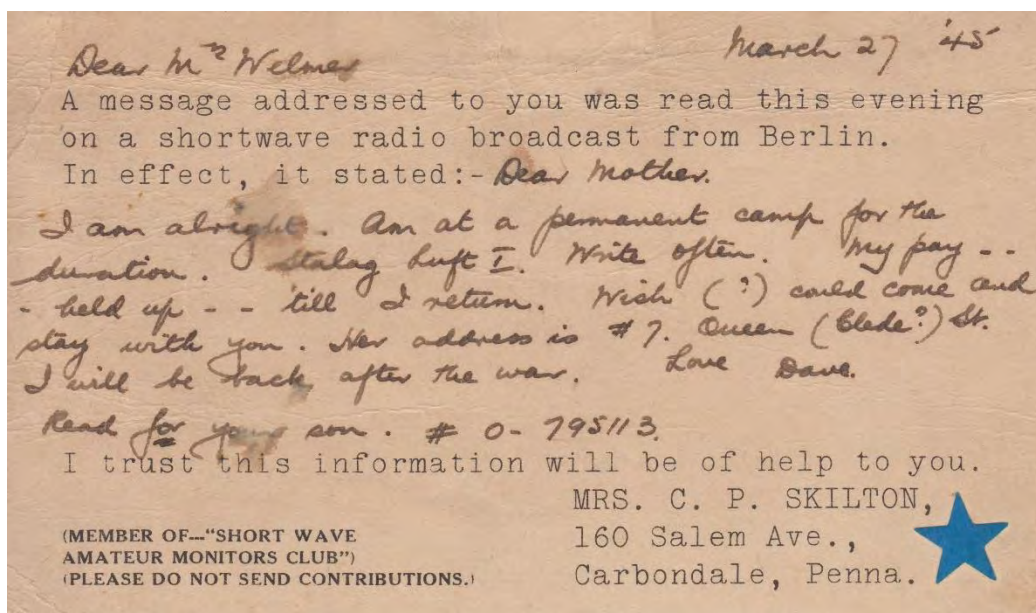 March 27 '45
Dear Mrs Welmer
A message addressed to you was read this evening
on a shortwave radio broadcast from Berlin.
In effect, it stated:- Dear Mother.
I am alright. Am at a permanent camp for the
duration. Stalag Luft I. Write often. My pay --
- held up -- till I return. Wish (?) could come and
stay with you. Her address is #7. Queen (Clede?) St.
I will be back after the war. Love Dave.
Read for your son. # 0-795113.
I trust this information will be of help to you.
MRS. C. P. SKILTON,
160 Salem Ave.,
Carbondale, Penna.
(MEMBER OF--"SHORT WAVE
AMATEUR MONITORS CLUB")
(PLEASE DO NOT SEND CONTRIBUTIONS.)